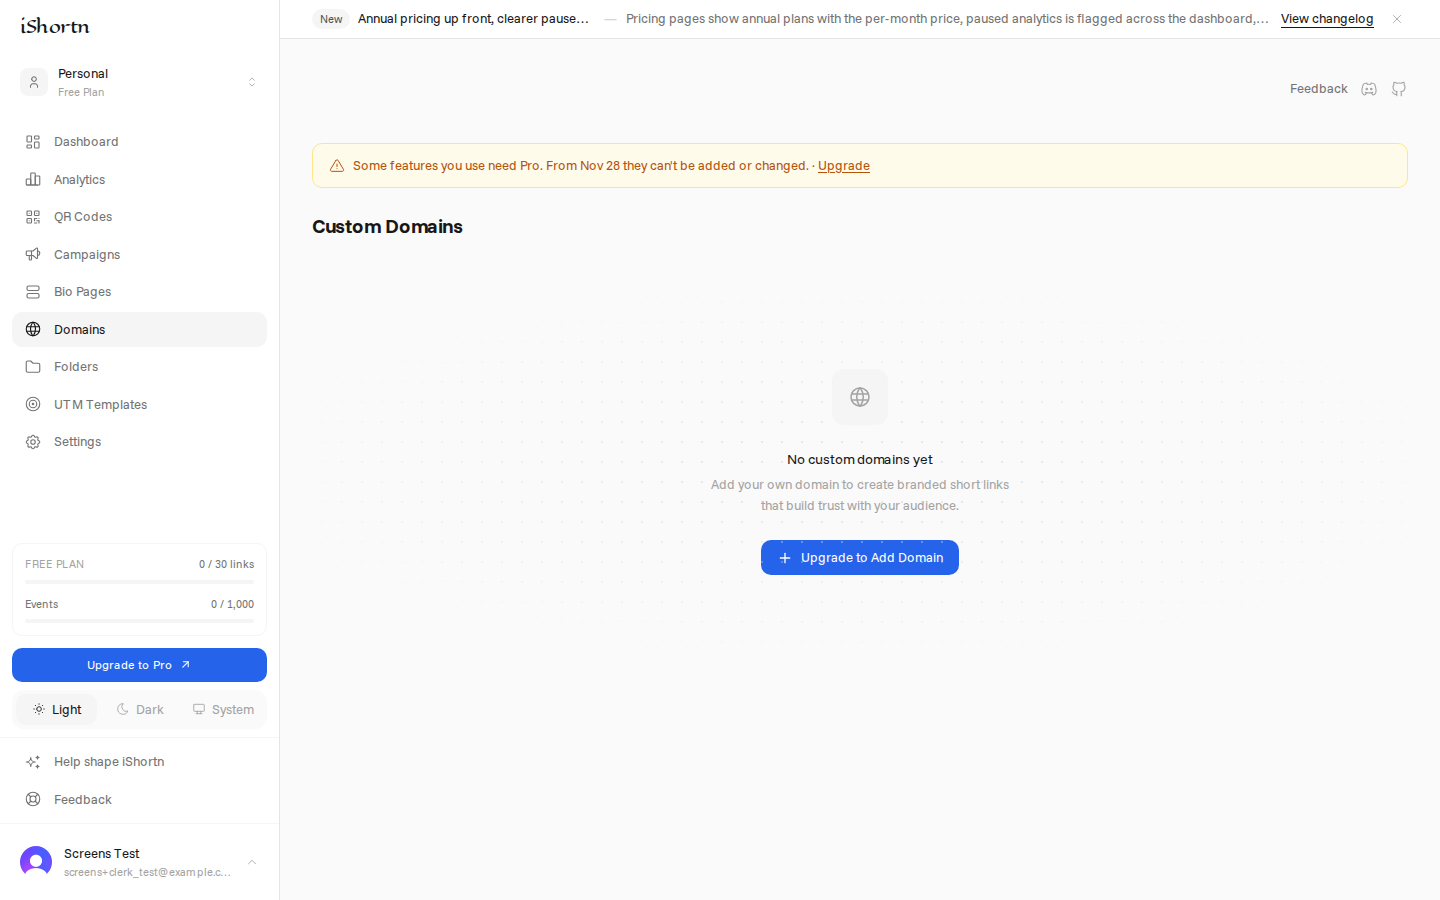 iShortn
Personal
Free Plan
Dashboard
Analytics
QR Codes
Campaigns
Bio Pages
Domains
Folders
UTM Templates
Settings
FREE PLAN 0 / 30 links
Events 0 / 1,000
Upgrade to Pro
Light Dark System
Help shape iShortn
Feedback
Screens Test
screens+clerk_test@example.c...
New Annual pricing up front, clearer pause... — Pricing pages show annual plans with the per-month price, paused analytics is flagged across the dashboard,... View changelog
Feedback
Some features you use need Pro. From Nov 28 they can't be added or changed. · Upgrade
Custom Domains
No custom domains yet
Add your own domain to create branded short links
that build trust with your audience.
Upgrade to Add Domain